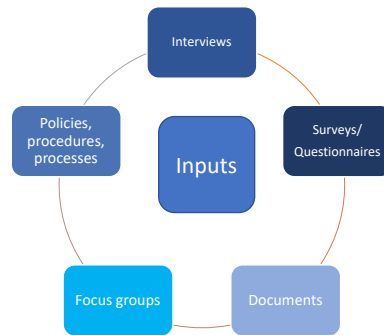 Interviews
Policies,
procedures,
processes
Inputs
Surveys/
Questionnaires
Focus groups
Documents